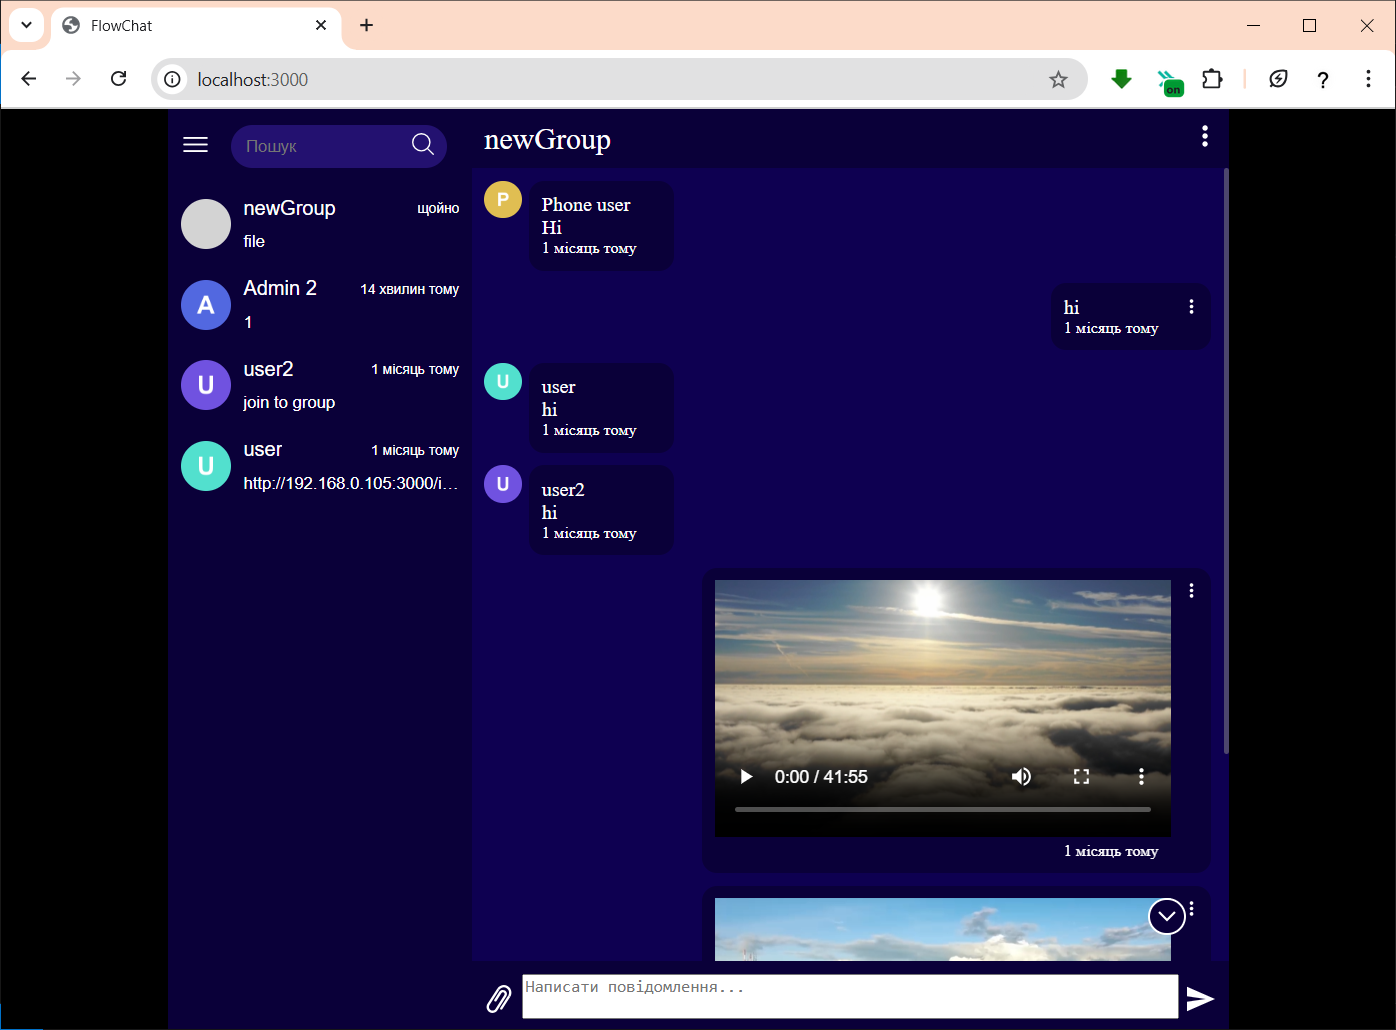 FlowChat
localhost:3000
on
Пошук
newGroup
newGroup
щойно
file
Admin 2
14 хвилин тому
1
user2
1 місяць тому
join to group
user
1 місяць тому
http://192.168.0.105:3000/i...
A
U
U
P
Phone user
Hi
1 місяць тому
hi
1 місяць тому
U
user
hi
1 місяць тому
U
user2
hi
1 місяць тому
0:00 / 41:55
1 місяць тому
Написати повідомлення...